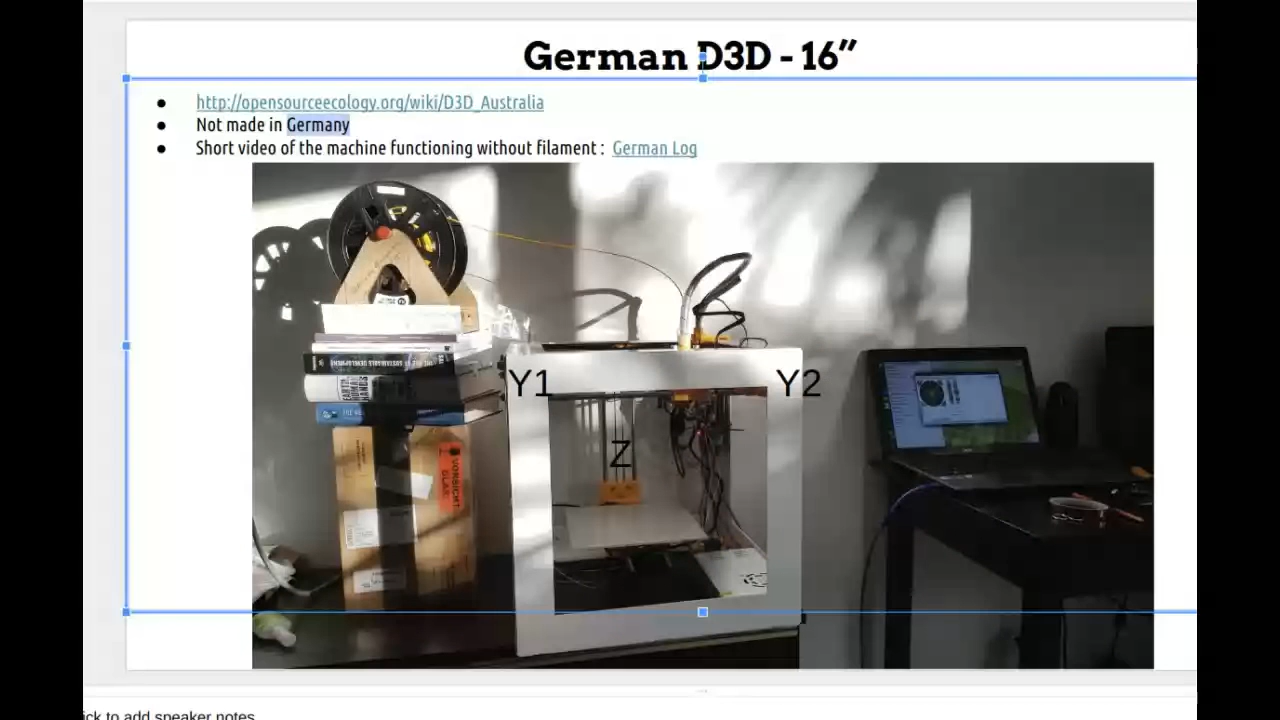 German D3D - 16”
● http://opensourceecology.org/wiki/D3D_Australia
● Not made in Germany
● Short video of the machine functioning without filament : German Log
Y1
Y2
Z
VORSICHT
GLAS
ick to add speaker notes